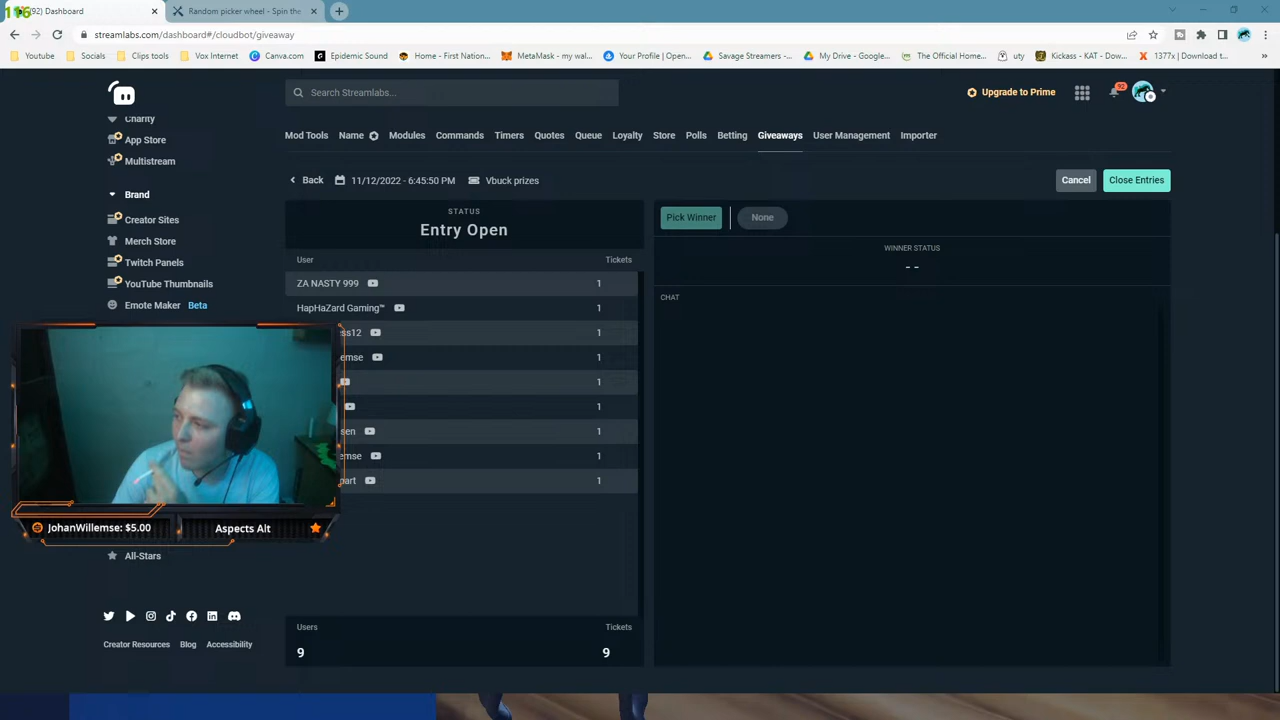 116
(92) Dashboard
Random picker wheel - Spin the
streamlabs.com/dashboard#/cloudbot/giveaway
Youtube
Socials
Clips tools
Vox Internet
Canva.com
Epidemic Sound
Home - First Nation...
MetaMask - my wal...
Your Profile | Open...
Savage Streamers -...
My Drive - Google...
The Official Home...
uty
Kickass - KAT - Dow...
1377x | Download t...
Search Streamlabs...
Upgrade to Prime
92
Charity
App Store
Multistream
Brand
Creator Sites
Merch Store
Twitch Panels
YouTube Thumbnails
Emote Maker Beta
All-Stars
Creator Resources Blog Accessibility
Mod Tools Name Modules Commands Timers Quotes Queue Loyalty Store Polls Betting Giveaways User Management Importer
Back 11/12/2022 - 6:45:50 PM Vbuck prizes
Cancel Close Entries
STATUS
Entry Open
User Tickets
ZA NASTY 999 1
HapHaZard Gaming™ 1
ss12 1
emse 1
1
1
sen 1
emse 1
part 1
Users Tickets
9 9
Pick Winner None
WINNER STATUS
- -
CHAT
JohanWillemse: $5.00
Aspects Alt